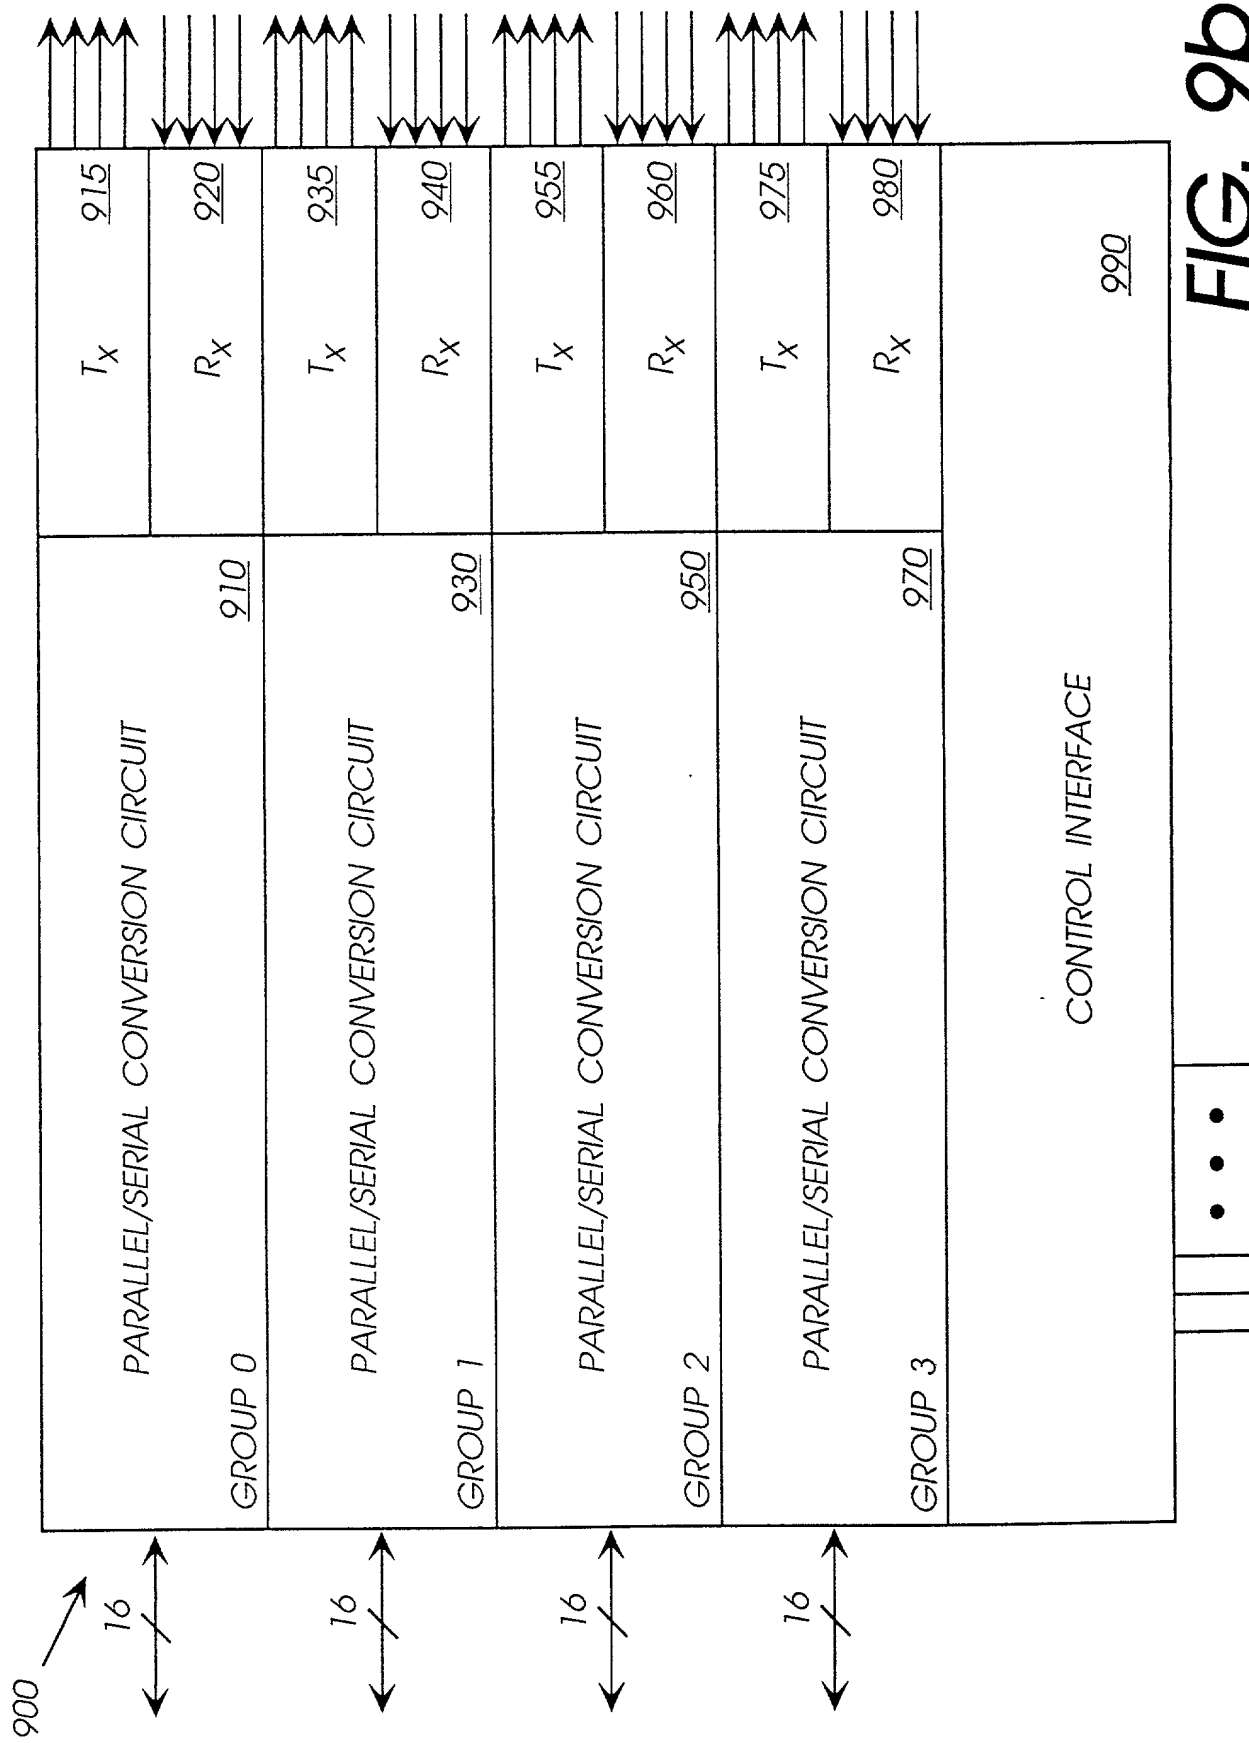 900
16
PARALLEL/SERIAL CONVERSION CIRCUIT
GROUP 0
910
TX
915
RX
920
16
PARALLEL/SERIAL CONVERSION CIRCUIT
GROUP 1
930
TX
935
RX
940
16
PARALLEL/SERIAL CONVERSION CIRCUIT
GROUP 2
950
TX
955
RX
960
16
PARALLEL/SERIAL CONVERSION CIRCUIT
GROUP 3
970
TX
975
RX
980
CONTROL INTERFACE
990
FIG. 9b